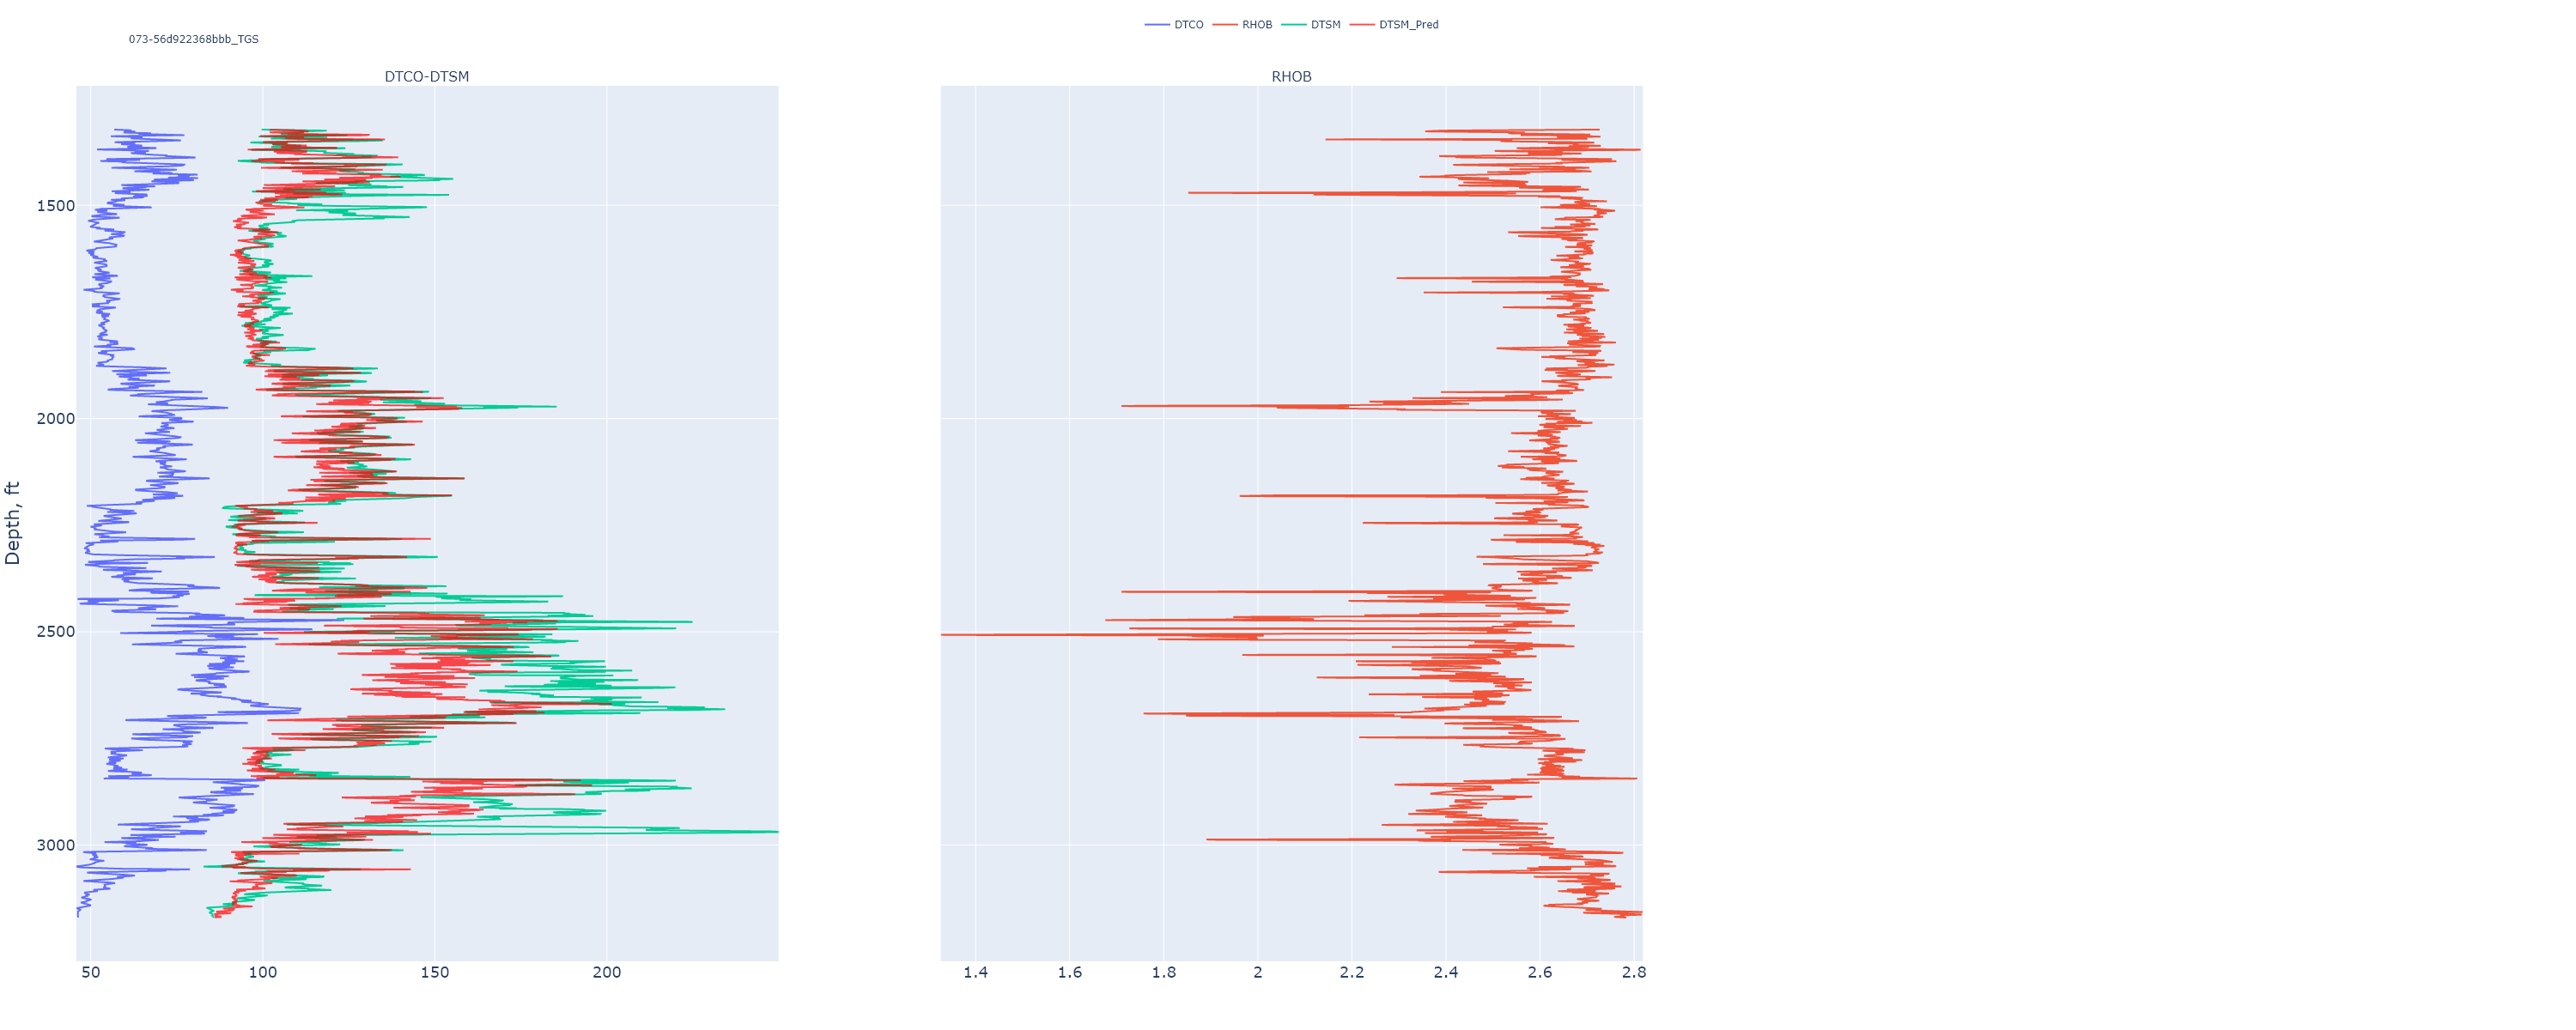 DTCO RHOB DTSM DTSM_Pred
073-56d922368bbb_TGS
DTCO-DTSM RHOB
1500
2000
2500
3000
Depth, ft
50 100 150 200 1.4 1.6 1.8 2 2.2 2.4 2.6 2.8